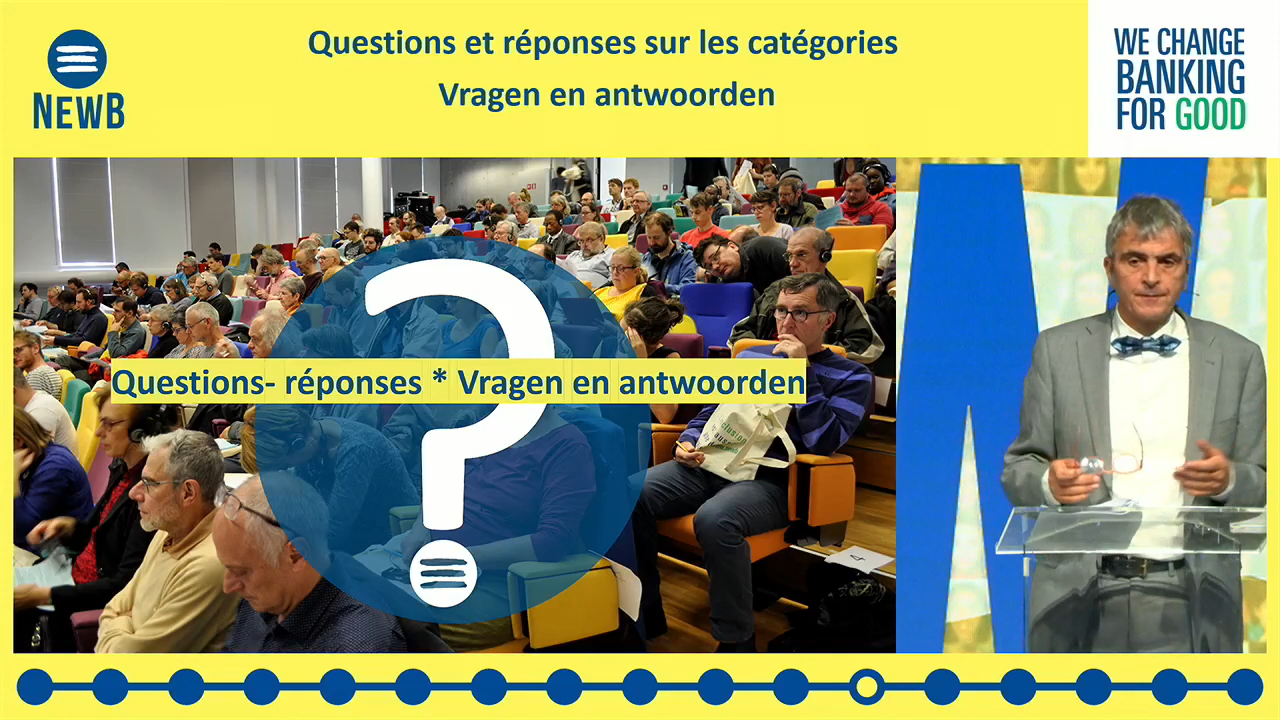 Questions et réponses sur les catégories
Vragen en antwoorden
NEWB
WE CHANGE
BANKING
FOR GOOD
Questions- réponses * Vragen en antwoorden
4